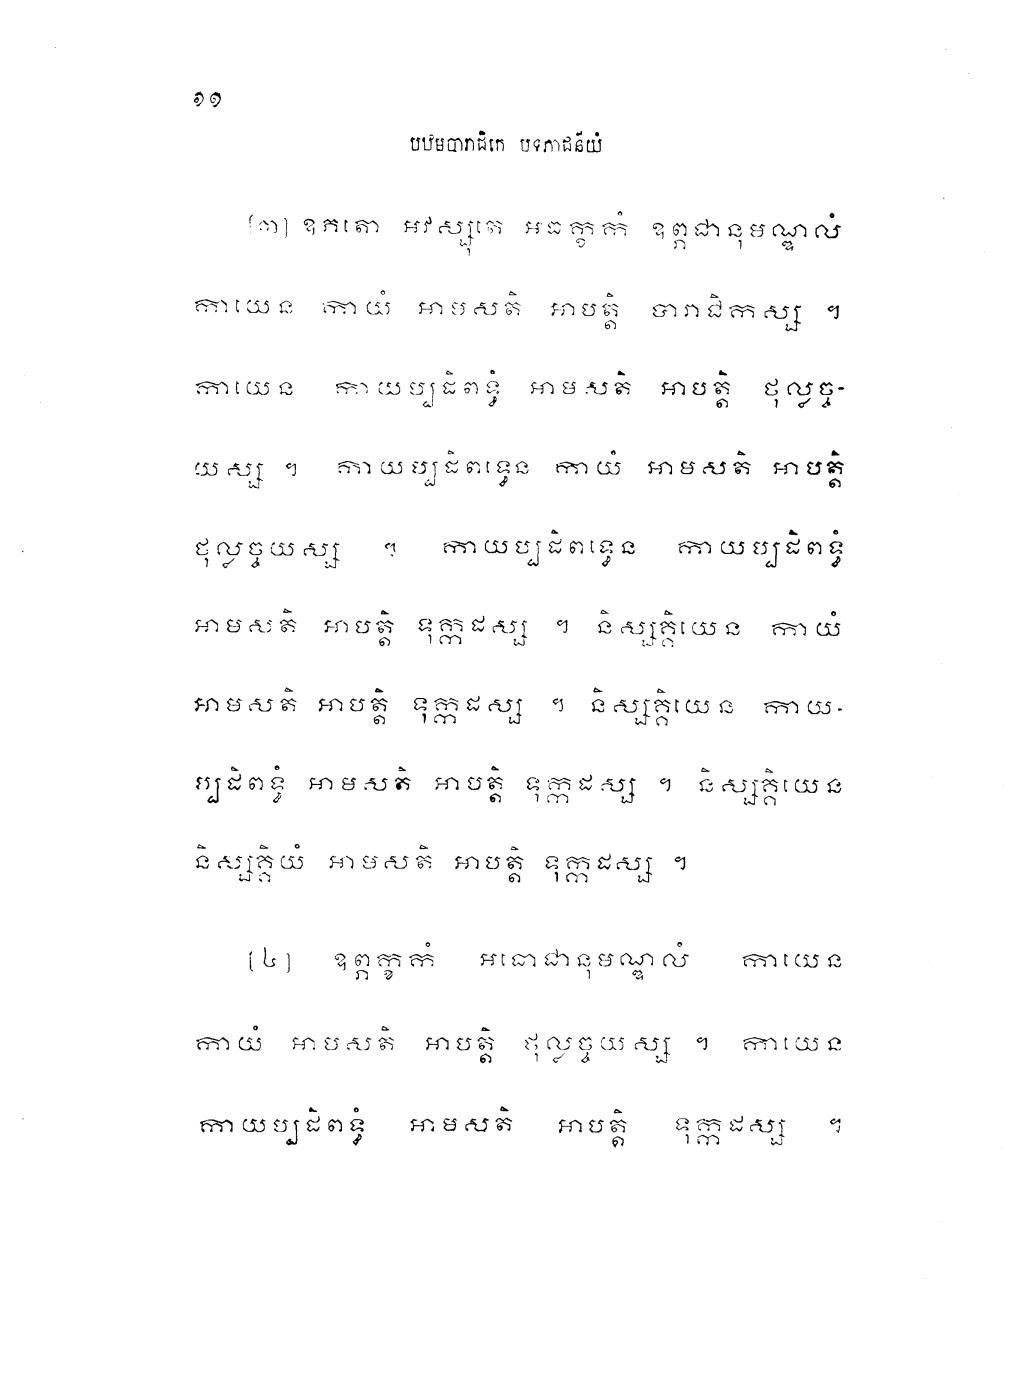 ១១
បឋមបារាជិកេ បទភាជនីយំ
[៣] ឯកតោ អវស្សុតេ អធក្ខកំ ឧព្ភជានុមណ្ឌលំ
កាយេន កាយំ អាមសតិ អាបត្តិ បារាជិកស្ស ។
កាយេន កាយប្បដិពទ្ធំ អាមសតិ អាបត្តិ ថុល្លច្ច-
យស្ស ។ កាយប្បដិពទ្ធេន កាយំ អាមសតិ អាបត្តិ
ថុល្លច្ចយស្ស ។ កាយប្បដិពទ្ធេន កាយប្បដិពទ្ធំ
អាមសតិ អាបត្តិ ទុក្កដស្ស ។ និស្សគ្គិយេន កាយំ
អាមសតិ អាបត្តិ ទុក្កដស្ស ។ និស្សគ្គិយេន កាយ-
ប្បដិពទ្ធំ អាមសតិ អាបត្តិ ទុក្កដស្ស ។ និស្សគ្គិយេន
និស្សគ្គិយំ អាមសតិ អាបត្តិ ទុក្កដស្ស ។
[៤] ឧព្ភក្ខកំ អធោជានុមណ្ឌលំ កាយេន
កាយំ អាមសតិ អាបត្តិ ថុល្លច្ចយស្ស ។ កាយេន
កាយប្បដិពទ្ធំ អាមសតិ អាបត្តិ ទុក្កដស្ស ។